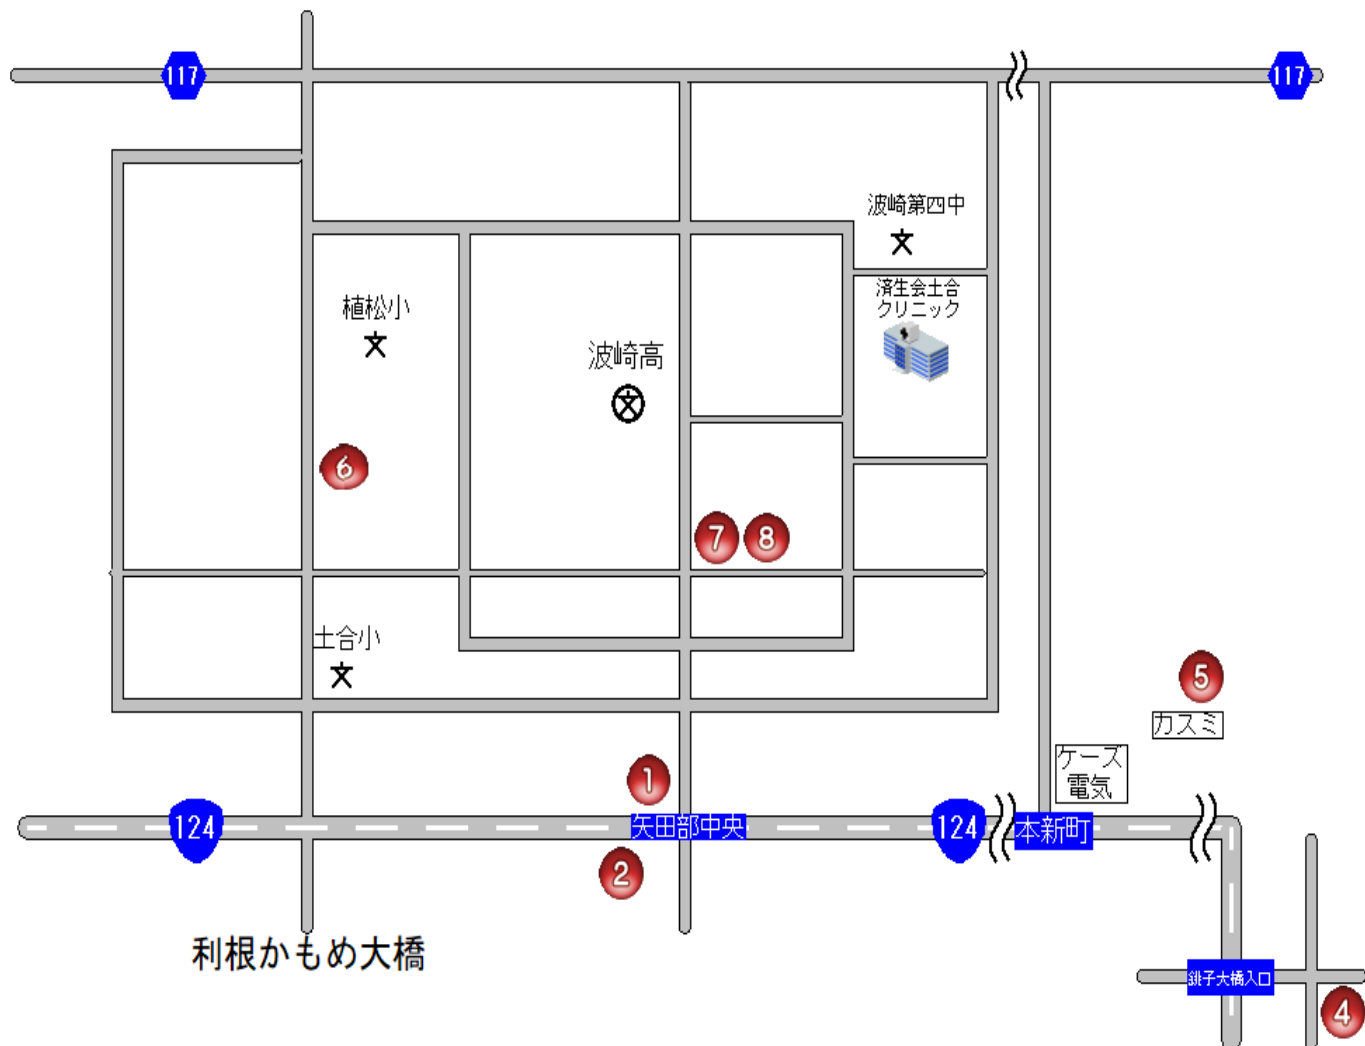 117
117
波崎第四中
済生会土合
クリニック
植松小
波崎高
6
7
8
土合小
5
カスミ
ケーズ
電気
1
124
矢田部中央
124
本新町
2
利根かもめ大橋
銚子大橋入口
4